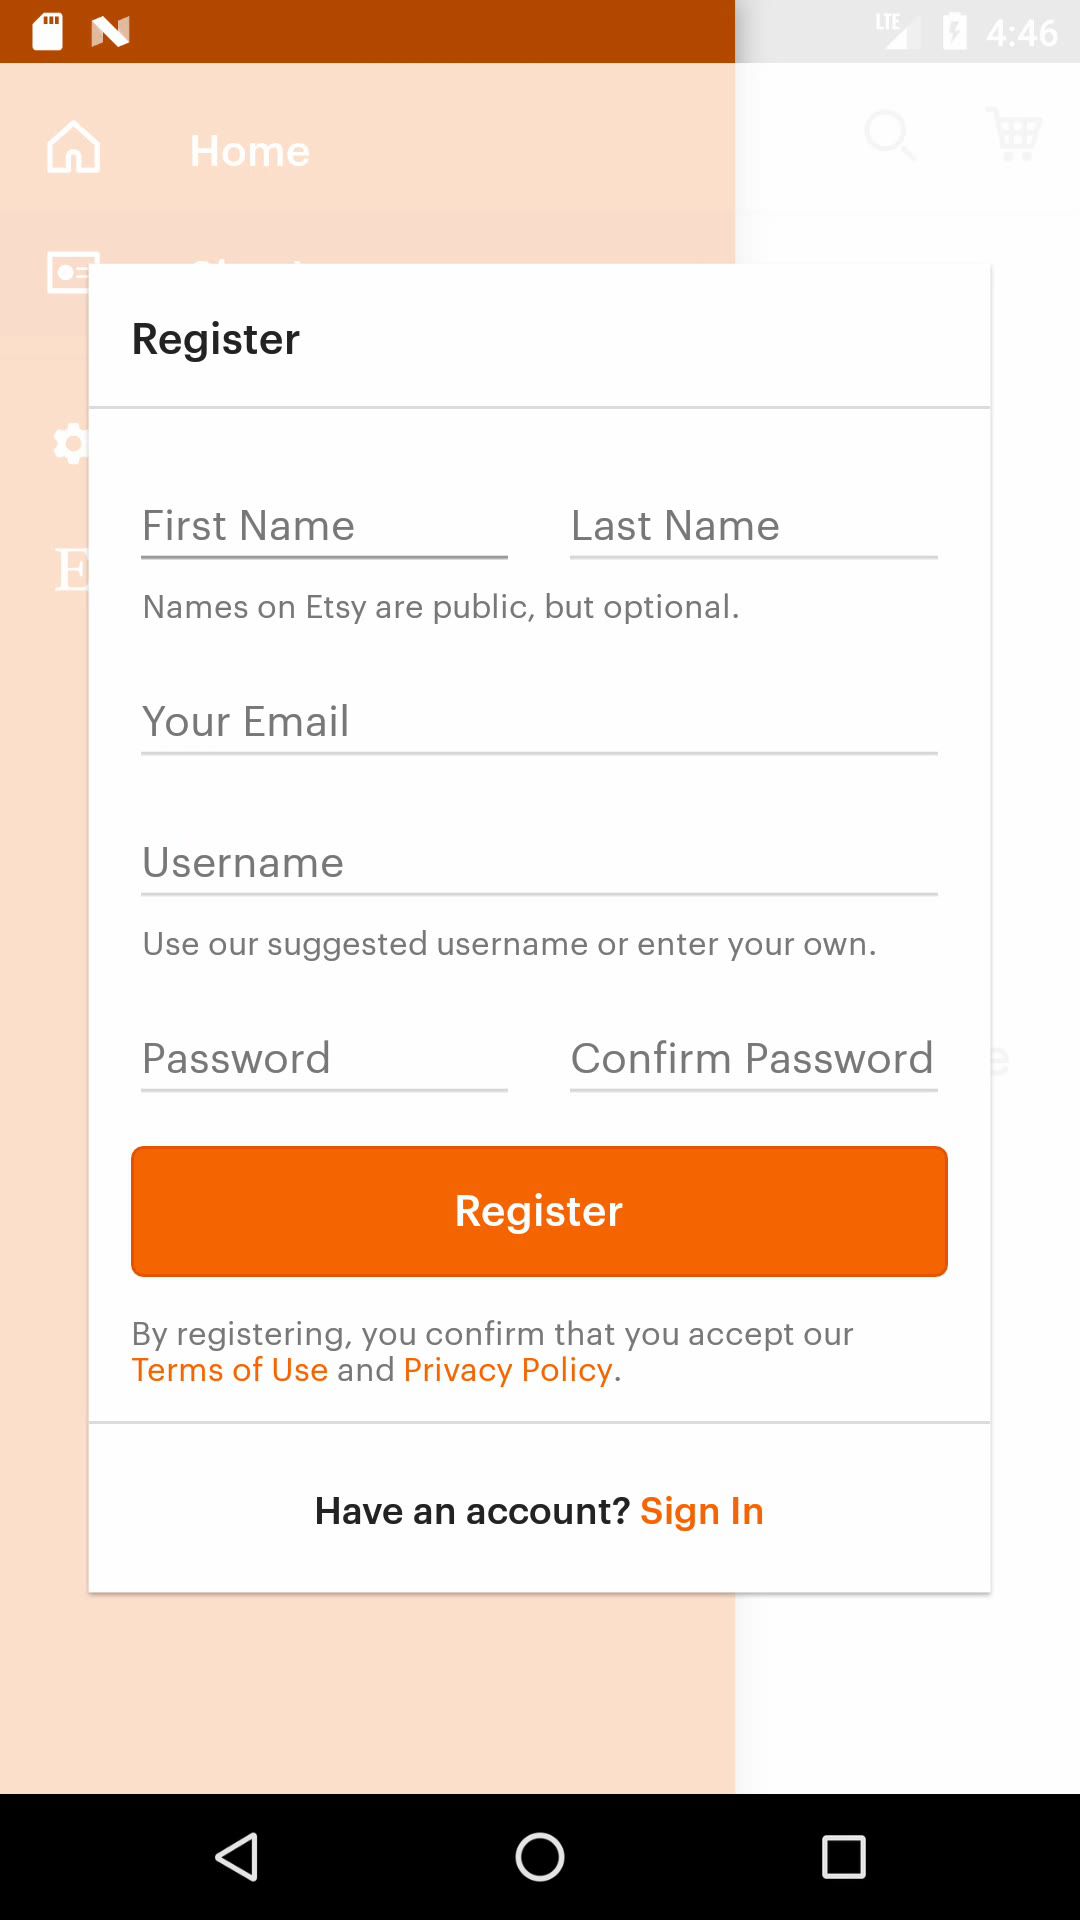 LTE 4:46
Home
Register
First Name Last Name
Names on Etsy are public, but optional.
Your Email
Username
Use our suggested username or enter your own.
Password Confirm Password
Register
By registering, you confirm that you accept our
Terms of Use and Privacy Policy.
Have an account? Sign In
E
e